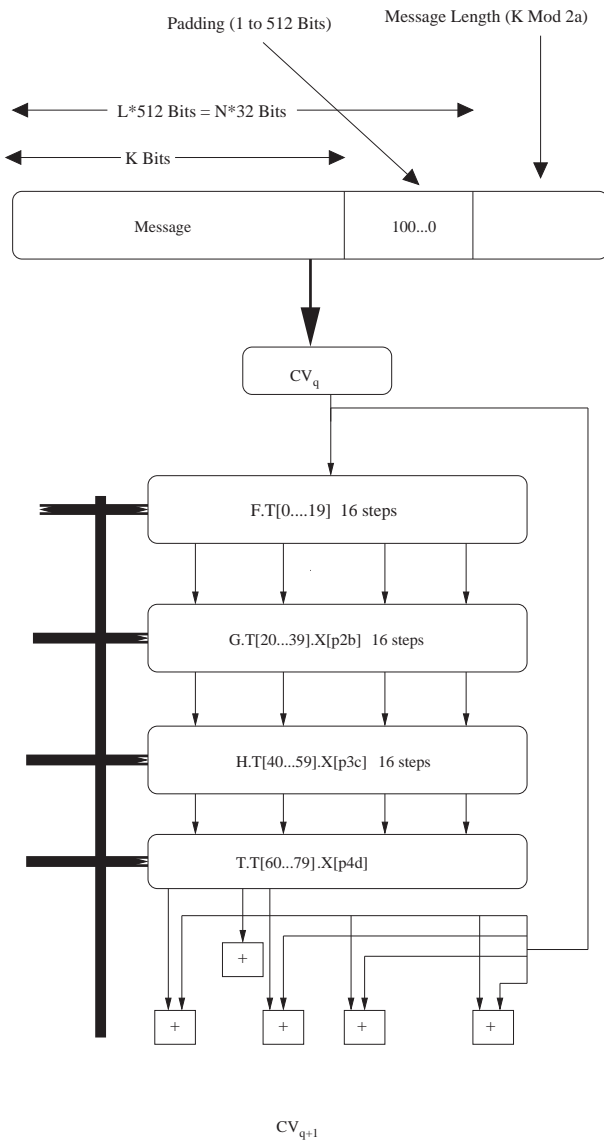 Padding (1 to 512 Bits)
Message Length (K Mod 2a)
L*512 Bits = N*32 Bits
K Bits
Message
100...0
CVq
F.T[0....19] 16 steps
G.T[20...39].X[p2b] 16 steps
H.T[40...59].X[p3c] 16 steps
T.T[60...79].X[p4d]
+
+ + + +
CVq+1